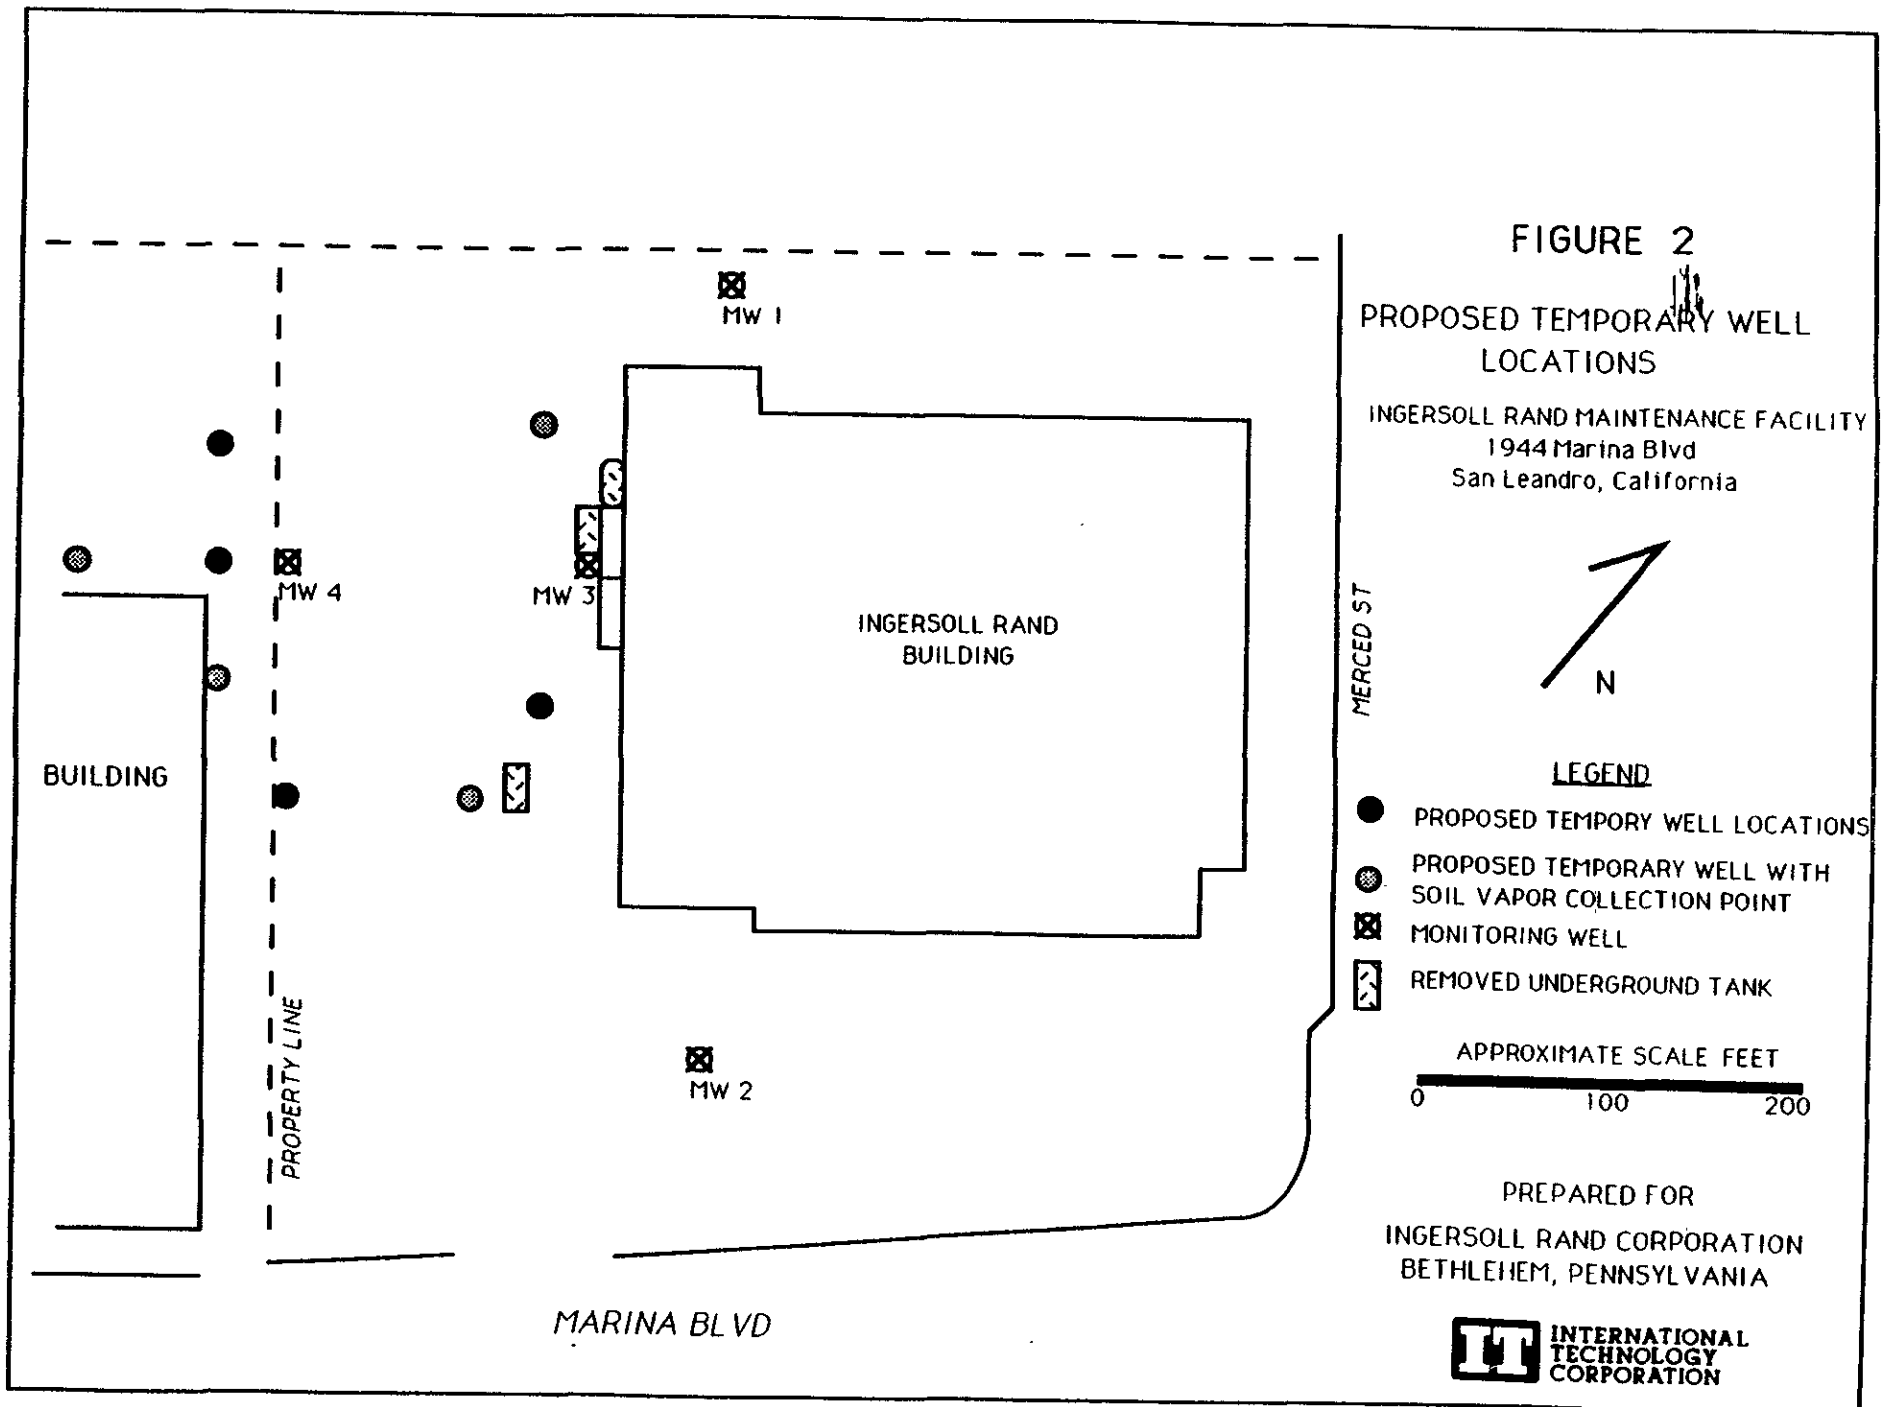 FIGURE 2
PROPOSED TEMPORARY WELL
LOCATIONS
INGERSOLL RAND MAINTENANCE FACILITY
1944 Marina Blvd
San Leandro, California
N
MW 1
MW 4
MW 3
INGERSOLL RAND
BUILDING
MERCED ST
BUILDING
PROPERTY LINE
MW 2
MARINA BLVD
LEGEND
PROPOSED TEMPORY WELL LOCATIONS
PROPOSED TEMPORARY WELL WITH
SOIL VAPOR COLLECTION POINT
MONITORING WELL
REMOVED UNDERGROUND TANK
APPROXIMATE SCALE FEET
0 100 200
PREPARED FOR
INGERSOLL RAND CORPORATION
BETHLEHEM, PENNSYLVANIA
IT INTERNATIONAL
TECHNOLOGY
CORPORATION